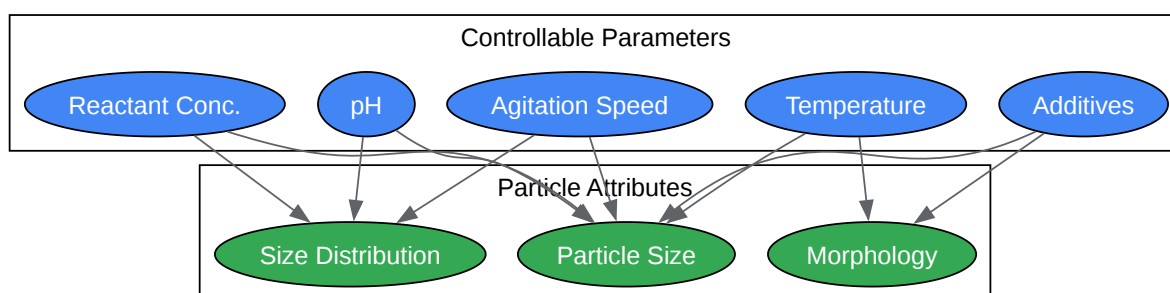 Controllable Parameters
Reactant Conc.
pH
Agitation Speed
Temperature
Additives
Particle Attributes
Size Distribution
Particle Size
Morphology